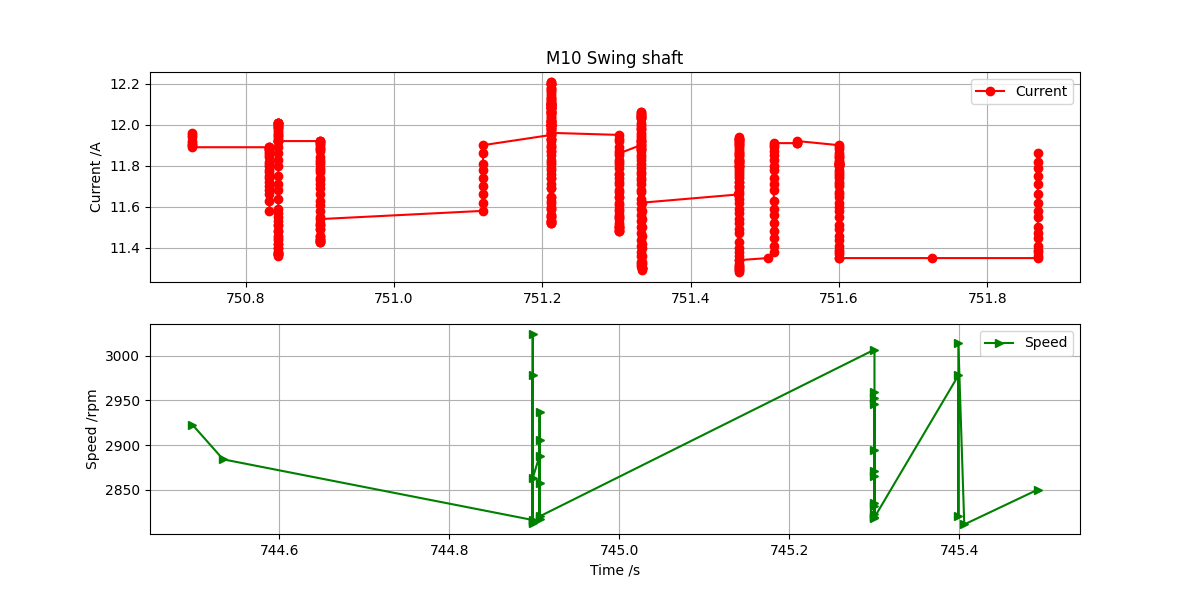 M10 Swing shaft
Current /A
12.2
12.0
11.8
11.6
11.4
Current
750.8 751.0 751.2 751.4 751.6 751.8
Speed /rpm
3000
2950
2900
2850
Speed
744.6 744.8 745.0 745.2 745.4
Time /s